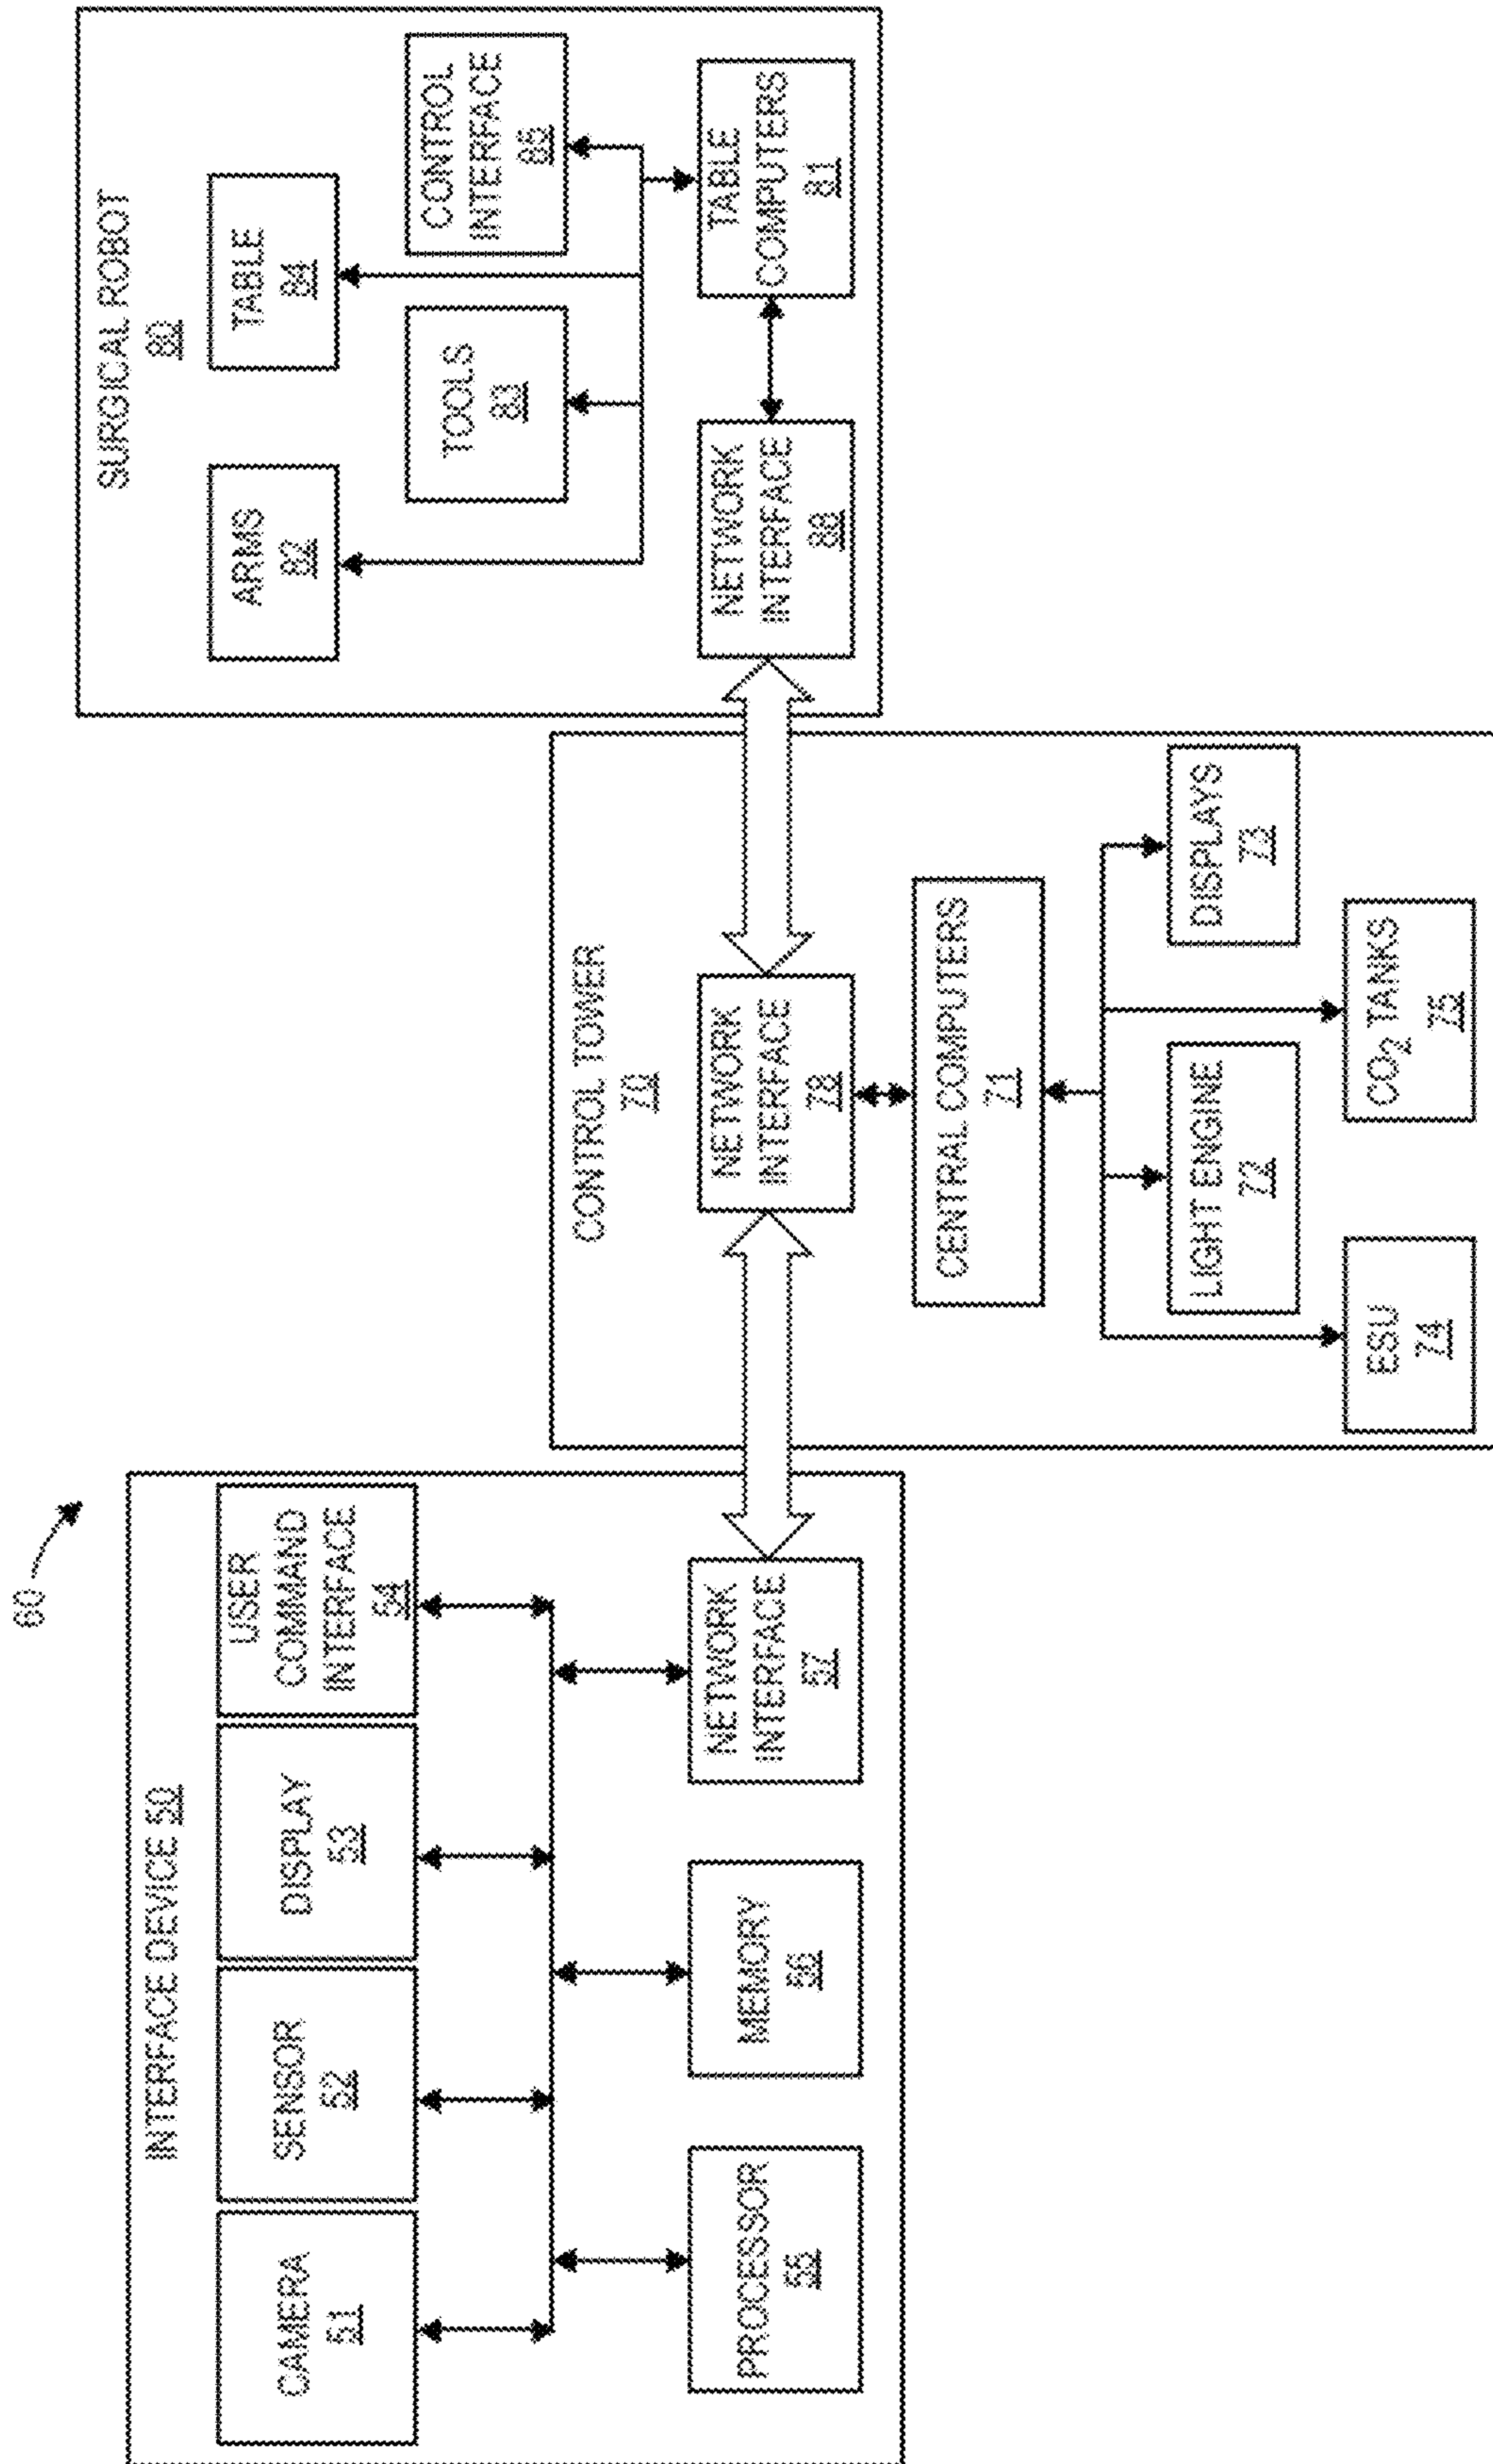 60
INTERFACE DEVICE 50
CAMERA
51
SENSOR
52
DISPLAY
53
USER
COMMAND
INTERFACE
54
PROCESSOR
55
MEMORY
56
NETWORK
INTERFACE
57
CONTROL TOWER
70
NETWORK
INTERFACE
78
CENTRAL COMPUTERS
71
LIGHT ENGINE
72
DISPLAYS
73
ESU
74
CO2 TANKS
75
SURGICAL ROBOT
80
ARMS
82
TABLE
84
TOOLS
83
CONTROL
INTERFACE
85
NETWORK
INTERFACE
88
TABLE
COMPUTERS
81